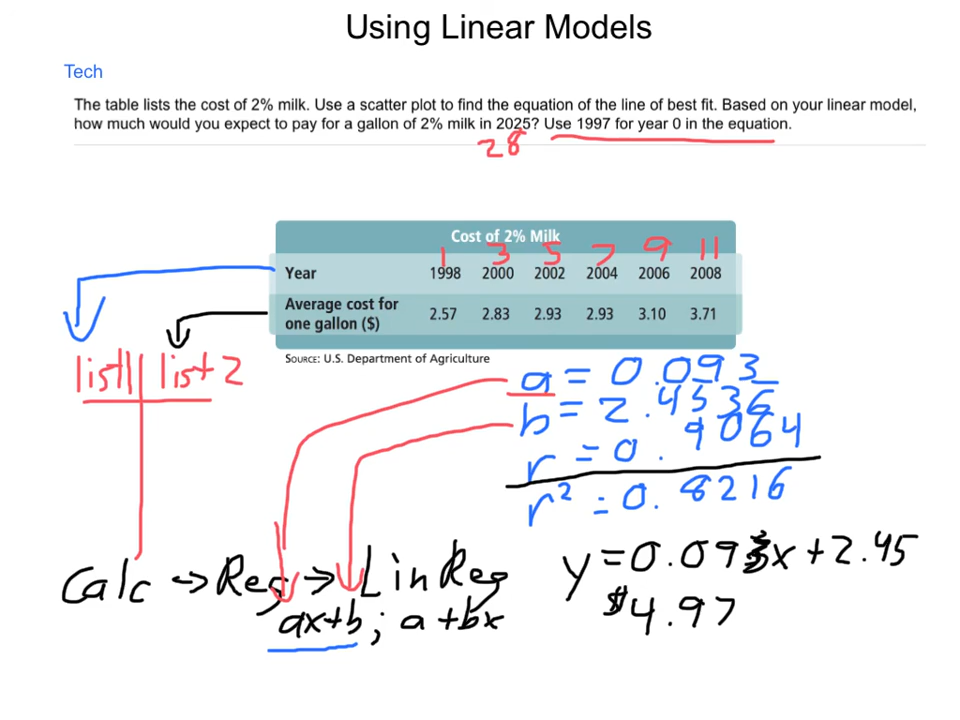 Using Linear Models
Tech
The table lists the cost of 2% milk. Use a scatter plot to find the equation of the line of best fit. Based on your linear model,
how much would you expect to pay for a gallon of 2% milk in 2025? Use 1997 for year 0 in the equation.
28
Cost of 2% Milk
1 3 5 7 9 11
Year 1998 2000 2002 2004 2006 2008
Average cost for
one gallon ($) 2.57 2.83 2.93 2.93 3.10 3.71
SOURCE: U.S. Department of Agriculture
list1 list 2
a = 0.093
b = 2.4536
r = 0.9064
r² = 0.8216
Calc → Reg → LinReg
ax+b; a+bx
y=0.093x+2.45
$4.97